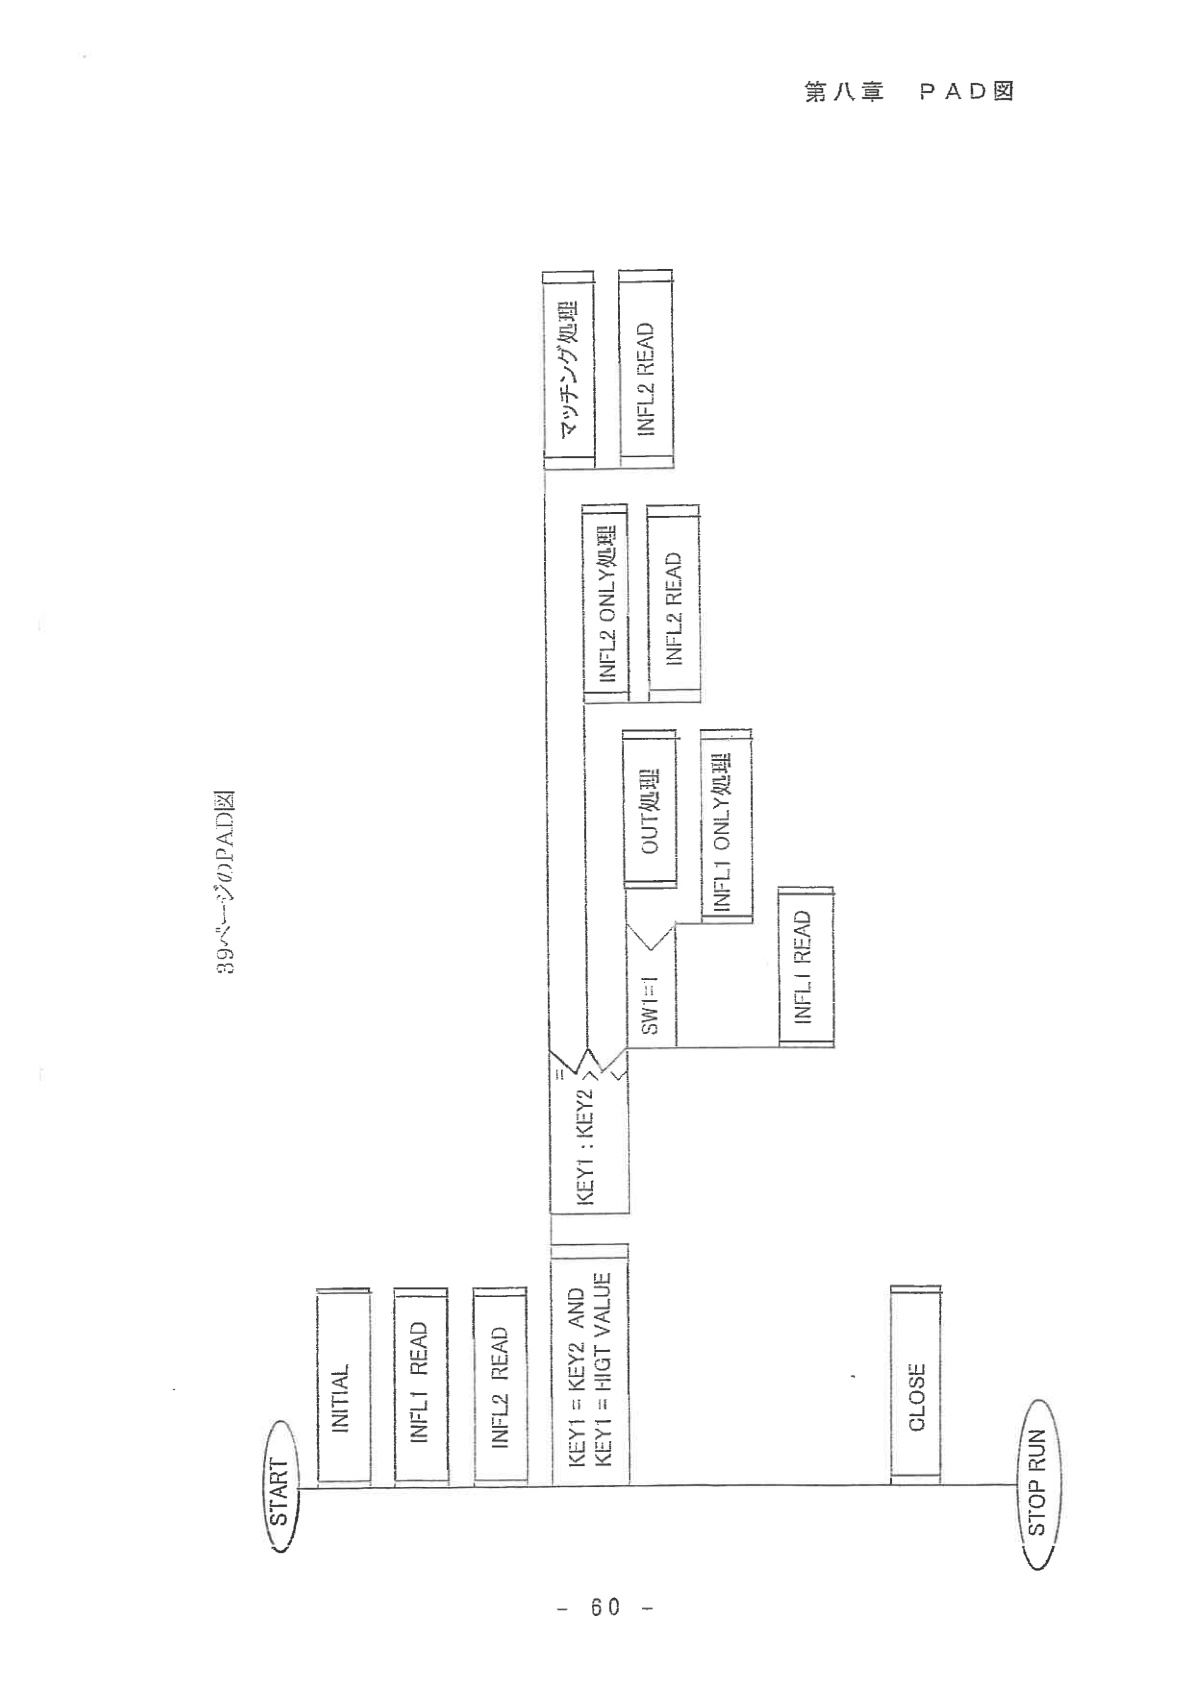 第八章　ＰＡＤ図
39ページのPAD図
START
INITIAL
INFL1 READ
INFL2 READ
KEY1 = KEY2 AND
KEY1 = HIGT VALUE
KEY1 : KEY2
=
>
<
マッチング処理
INFL2 READ
INFL2 ONLY処理
INFL2 READ
SW1=1
OUT処理
INFL1 ONLY処理
INFL1 READ
CLOSE
STOP RUN
- 60 -